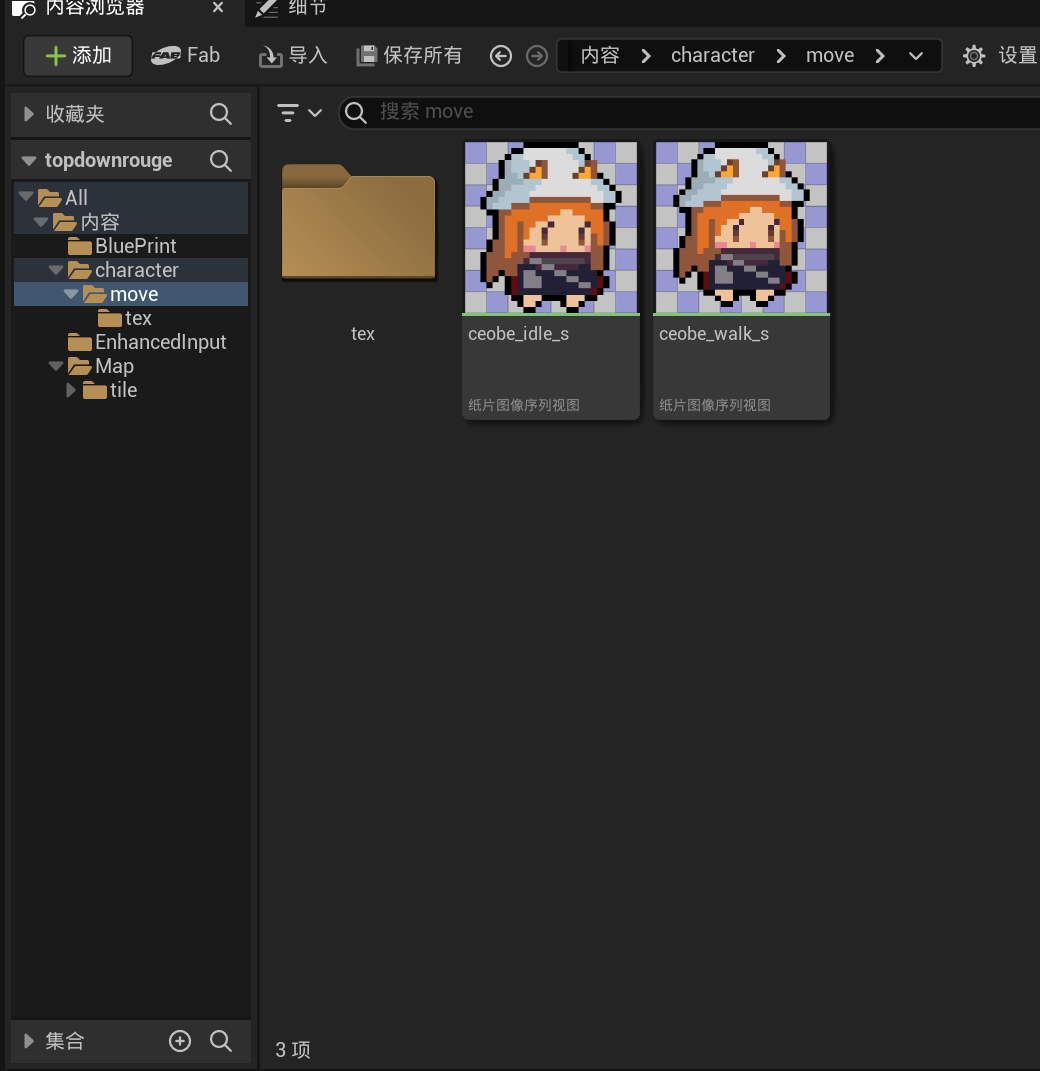 内容浏览器
细节
添加
Fab
导入
保存所有
内容
character
move
设置
收藏夹
搜索 move
topdownrouge
All
内容
BluePrint
character
move
tex
EnhancedInput
Map
tile
tex
ceobe_idle_s
纸片图像序列视图
ceobe_walk_s
纸片图像序列视图
集合
3 项